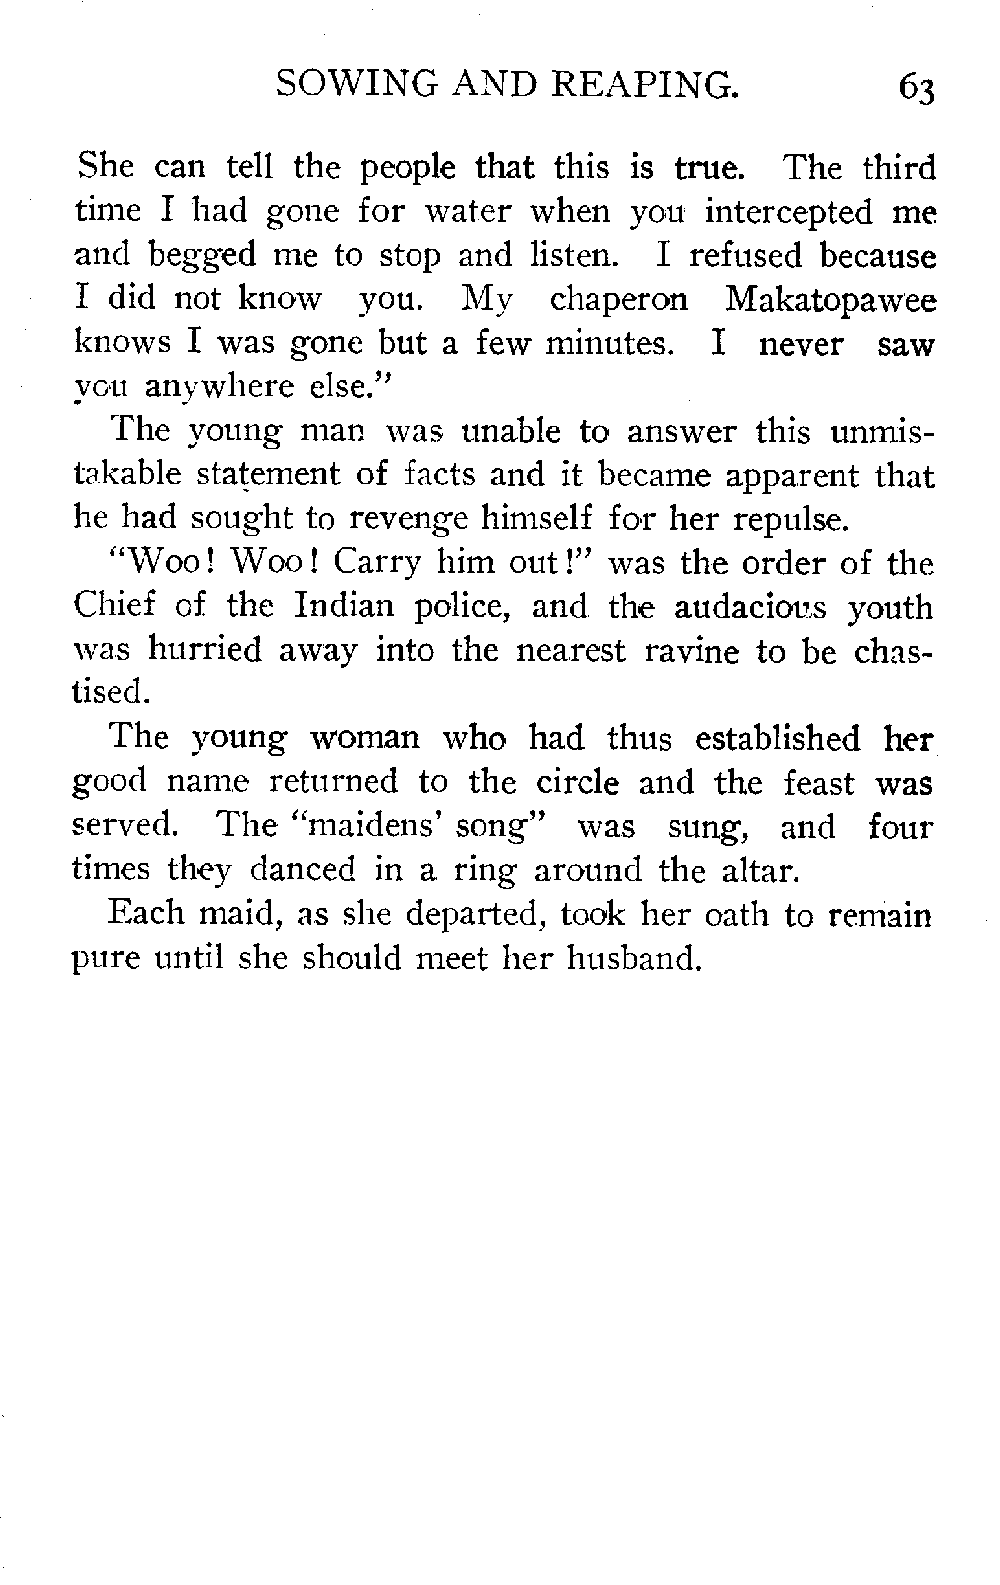 SOWING AND REAPING. 63
She can tell the people that this is true. The third
time I had gone for water when you intercepted me
and begged me to stop and listen. I refused because
I did not know you. My chaperon Makatopawee
knows I was gone but a few minutes. I never saw
you anywhere else."
The young man was unable to answer this unmis-
takable statement of facts and it became apparent that
he had sought to revenge himself for her repulse.
"Woo! Woo! Carry him out!" was the order of the
Chief of the Indian police, and the audacious youth
was hurried away into the nearest ravine to be chas-
tised.
The young woman who had thus established her
good name returned to the circle and the feast was
served. The "maidens' song" was sung, and four
times they danced in a ring around the altar.
Each maid, as she departed, took her oath to remain
pure until she should meet her husband.